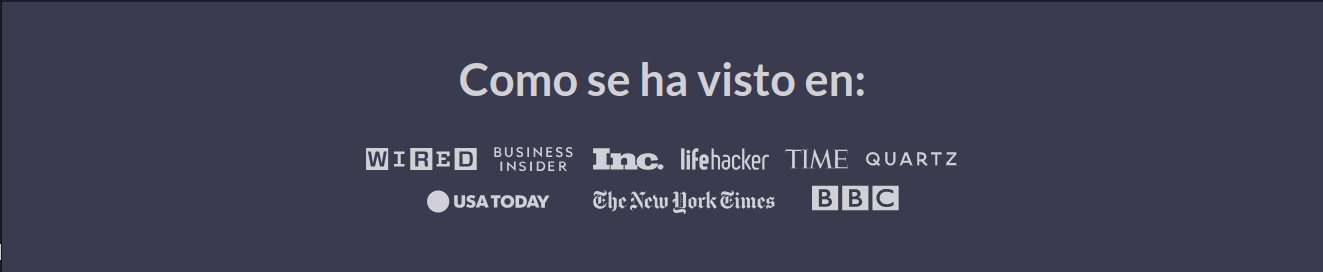 Como se ha visto en:
WIRED BUSINESS INSIDER Inc. lifehacker TIME QUARTZ
USA TODAY The New York Times BBC